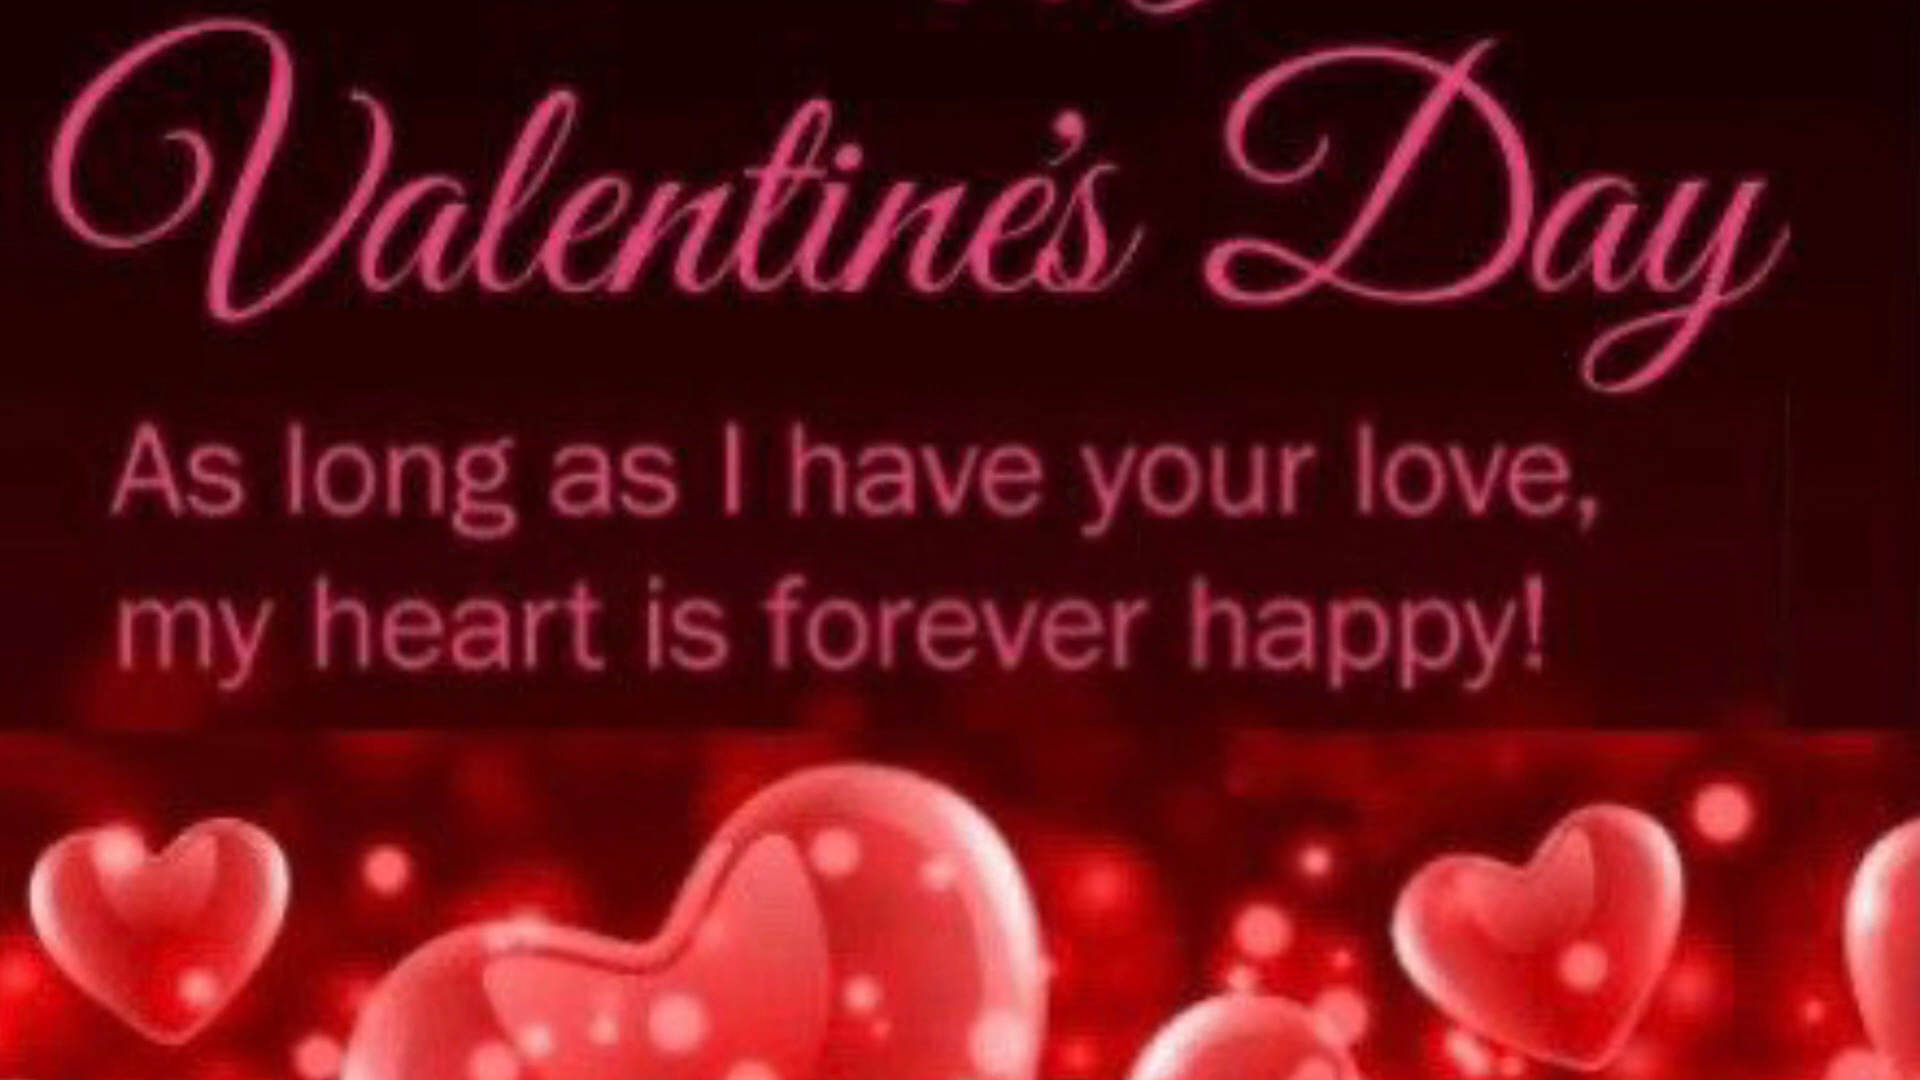 Valentine's Day
As long as I have your love,
my heart is forever happy!